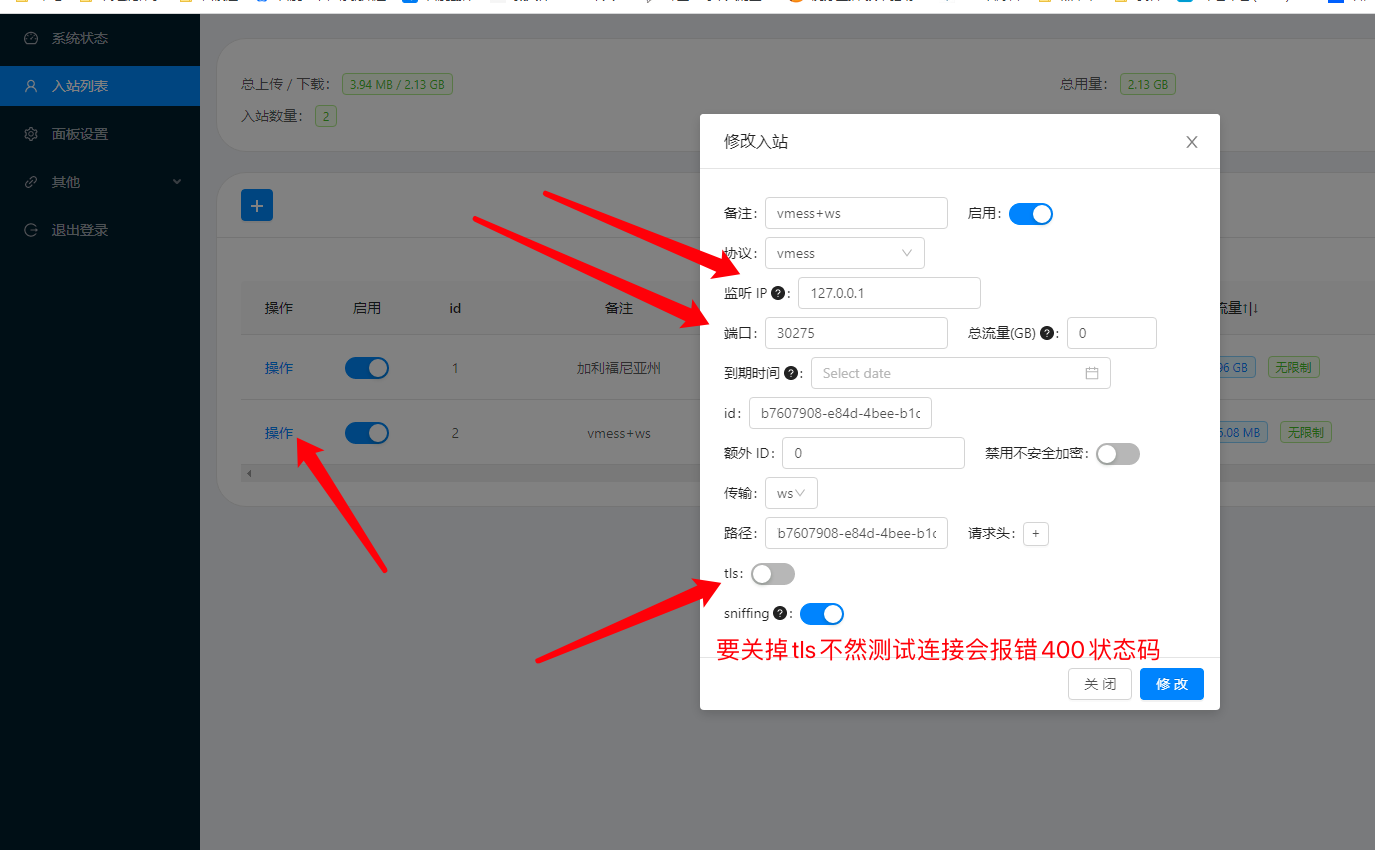 系统状态
入站列表
面板设置
其他
退出登录
总上传 / 下载: 3.94 MB / 2.13 GB
总用量: 2.13 GB
入站数量: 2
+
操作 启用 id 备注 流量↑|↓
操作 1 加利福尼亚州 96 GB 无限制
操作 2 vmess+ws 5.08 MB 无限制
修改入站
备注: vmess+ws 启用:
协议: vmess
监听 IP ?: 127.0.0.1
端口: 30275 总流量(GB) ?: 0
到期时间 ?: Select date
id: b7607908-e84d-4bee-b1c
额外 ID: 0 禁用不安全加密:
传输: ws
路径: b7607908-e84d-4bee-b1c 请求头: +
tls:
sniffing ?:
要关掉tls不然测试连接会报错400状态码
关 闭 修 改